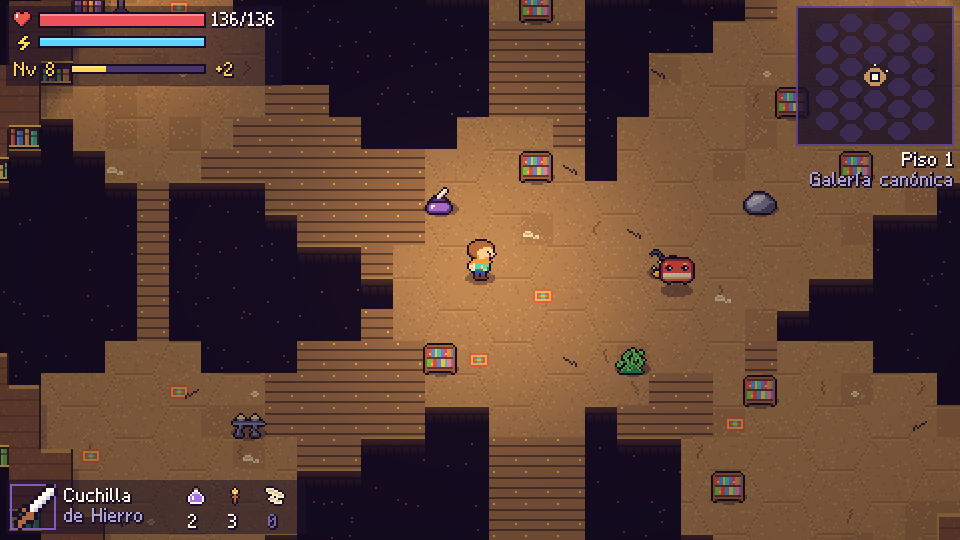 136/136
Nv 8 +2
Piso 1
Galería canónica
Cuchilla
de Hierro
2 3 0